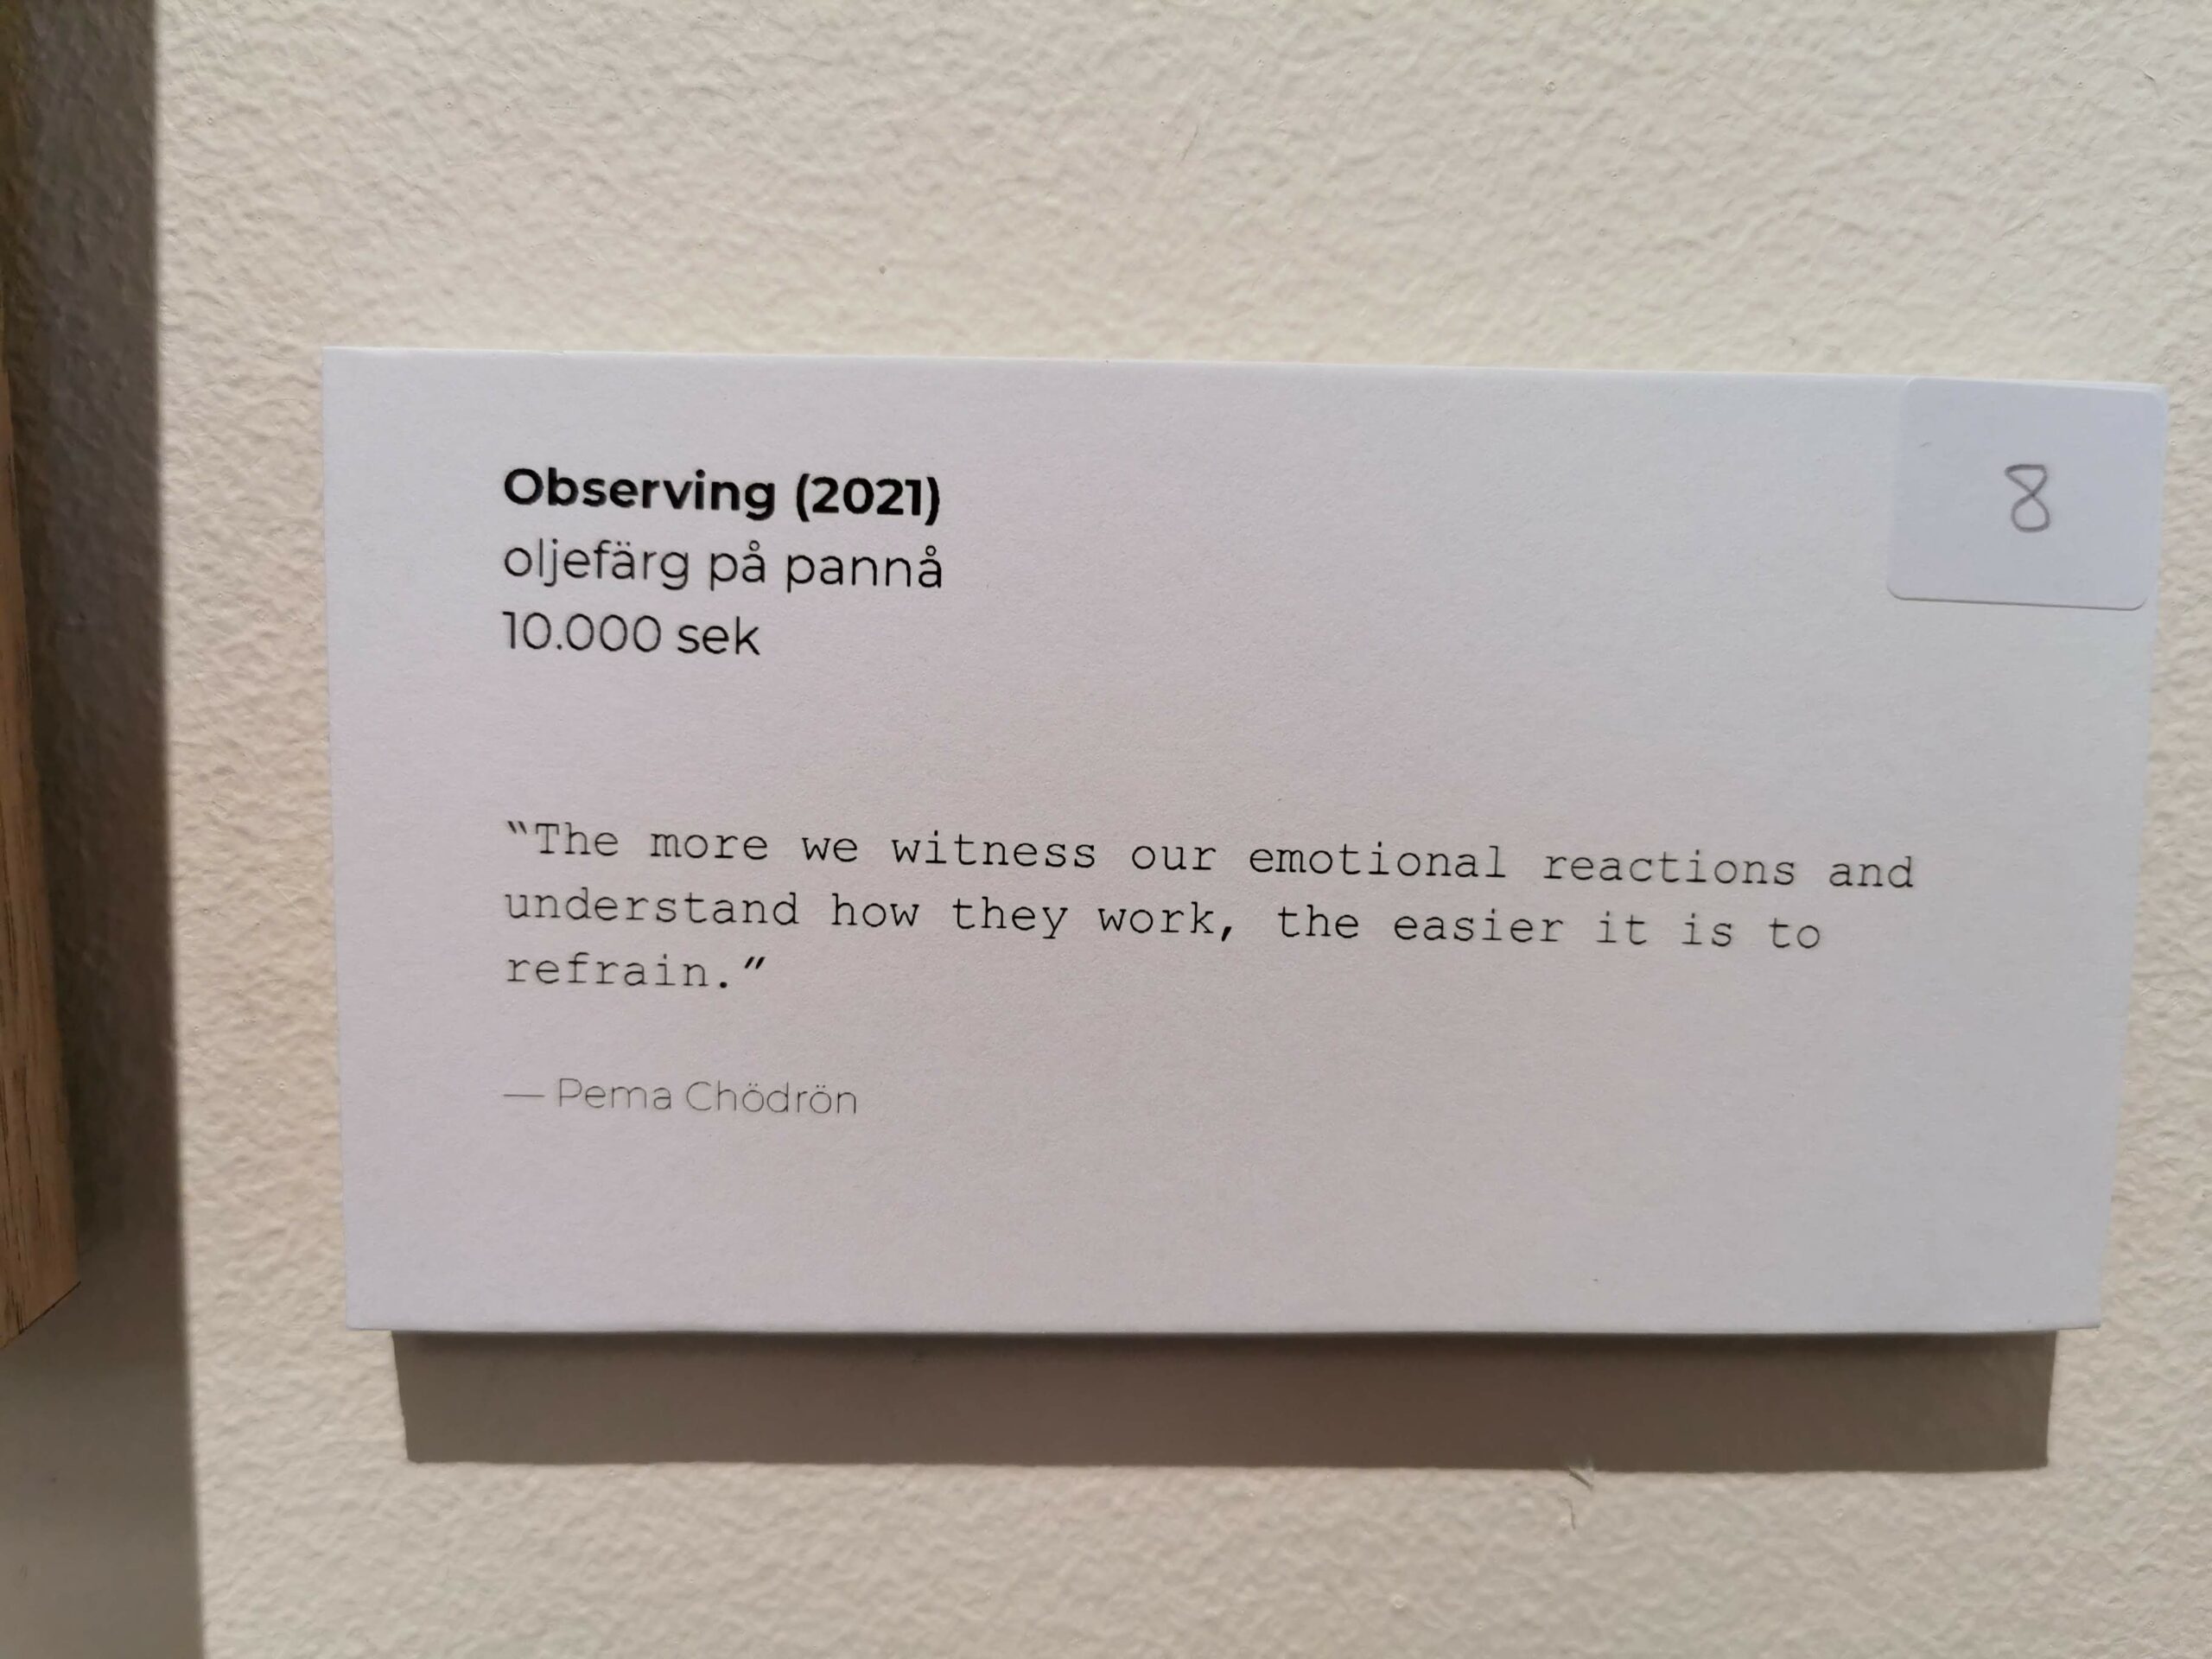 Observing (2021)
oljefärg på pannå
10.000 sek
8
“The more we witness our emotional reactions and
understand how they work, the easier it is to
refrain.”
— Pema Chödrön